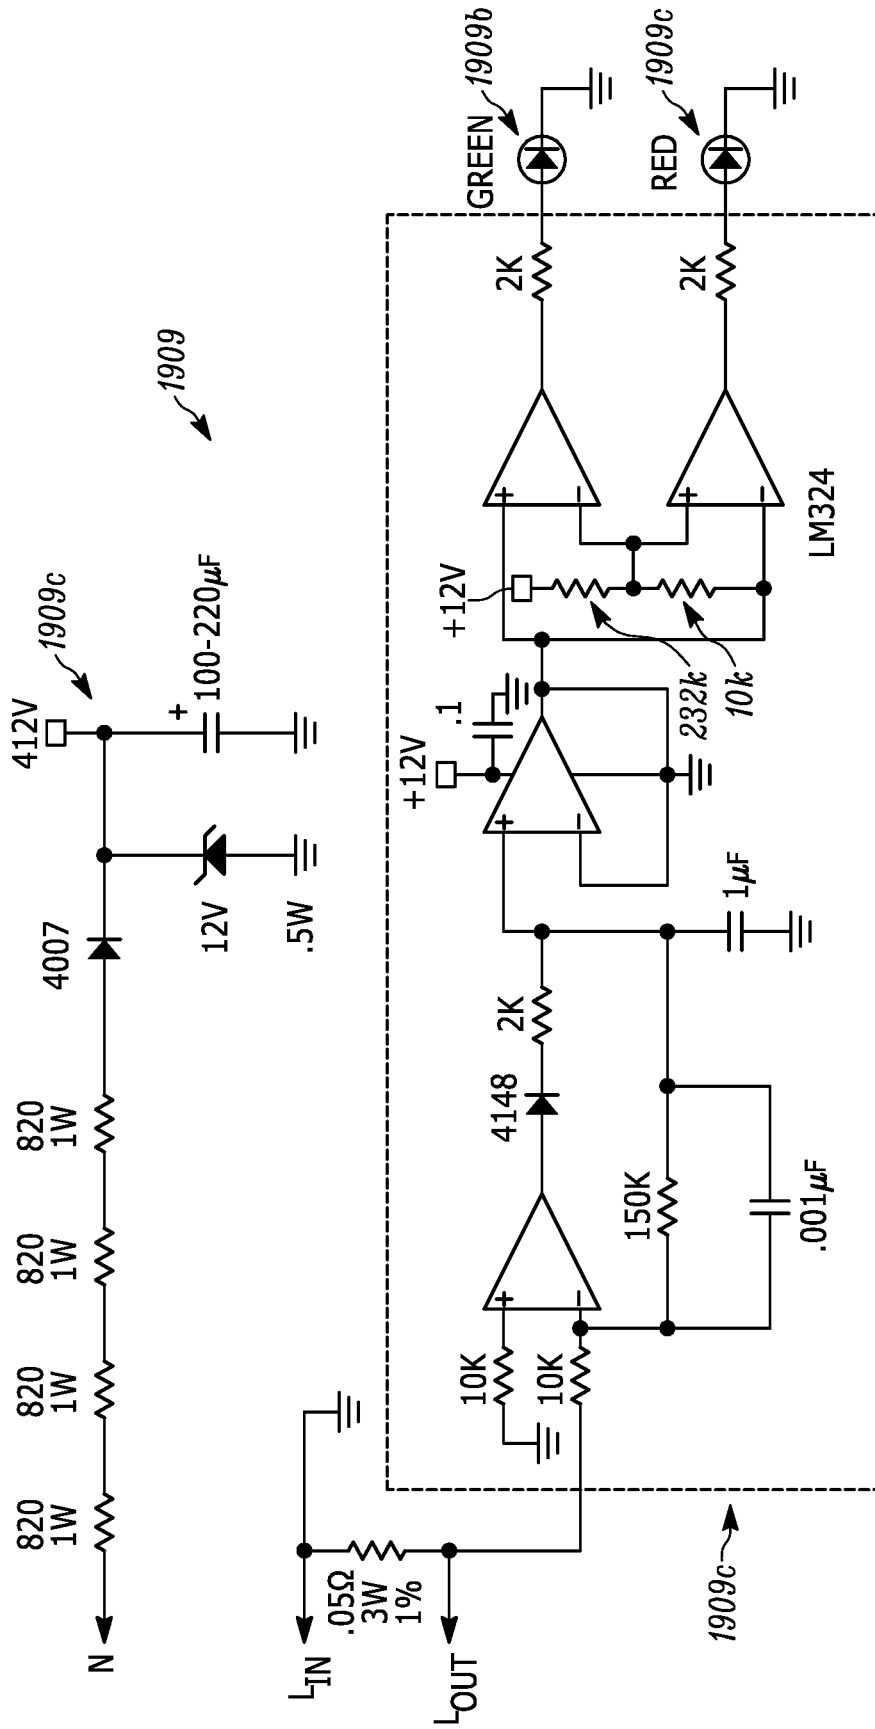 1909
N
820
1W
820
1W
820
1W
820
1W
4007
12V
.5W
412V
1909c
+
100-220µF
LIN
.05Ω
3W
1%
LOUT
1909c
10K
10K
+
−
4148
2K
150K
.001µF
1µF
+12V
.1
+
−
+12V
232k
10k
+
−
+
−
LM324
2K
2K
GREEN
1909b
RED
1909c